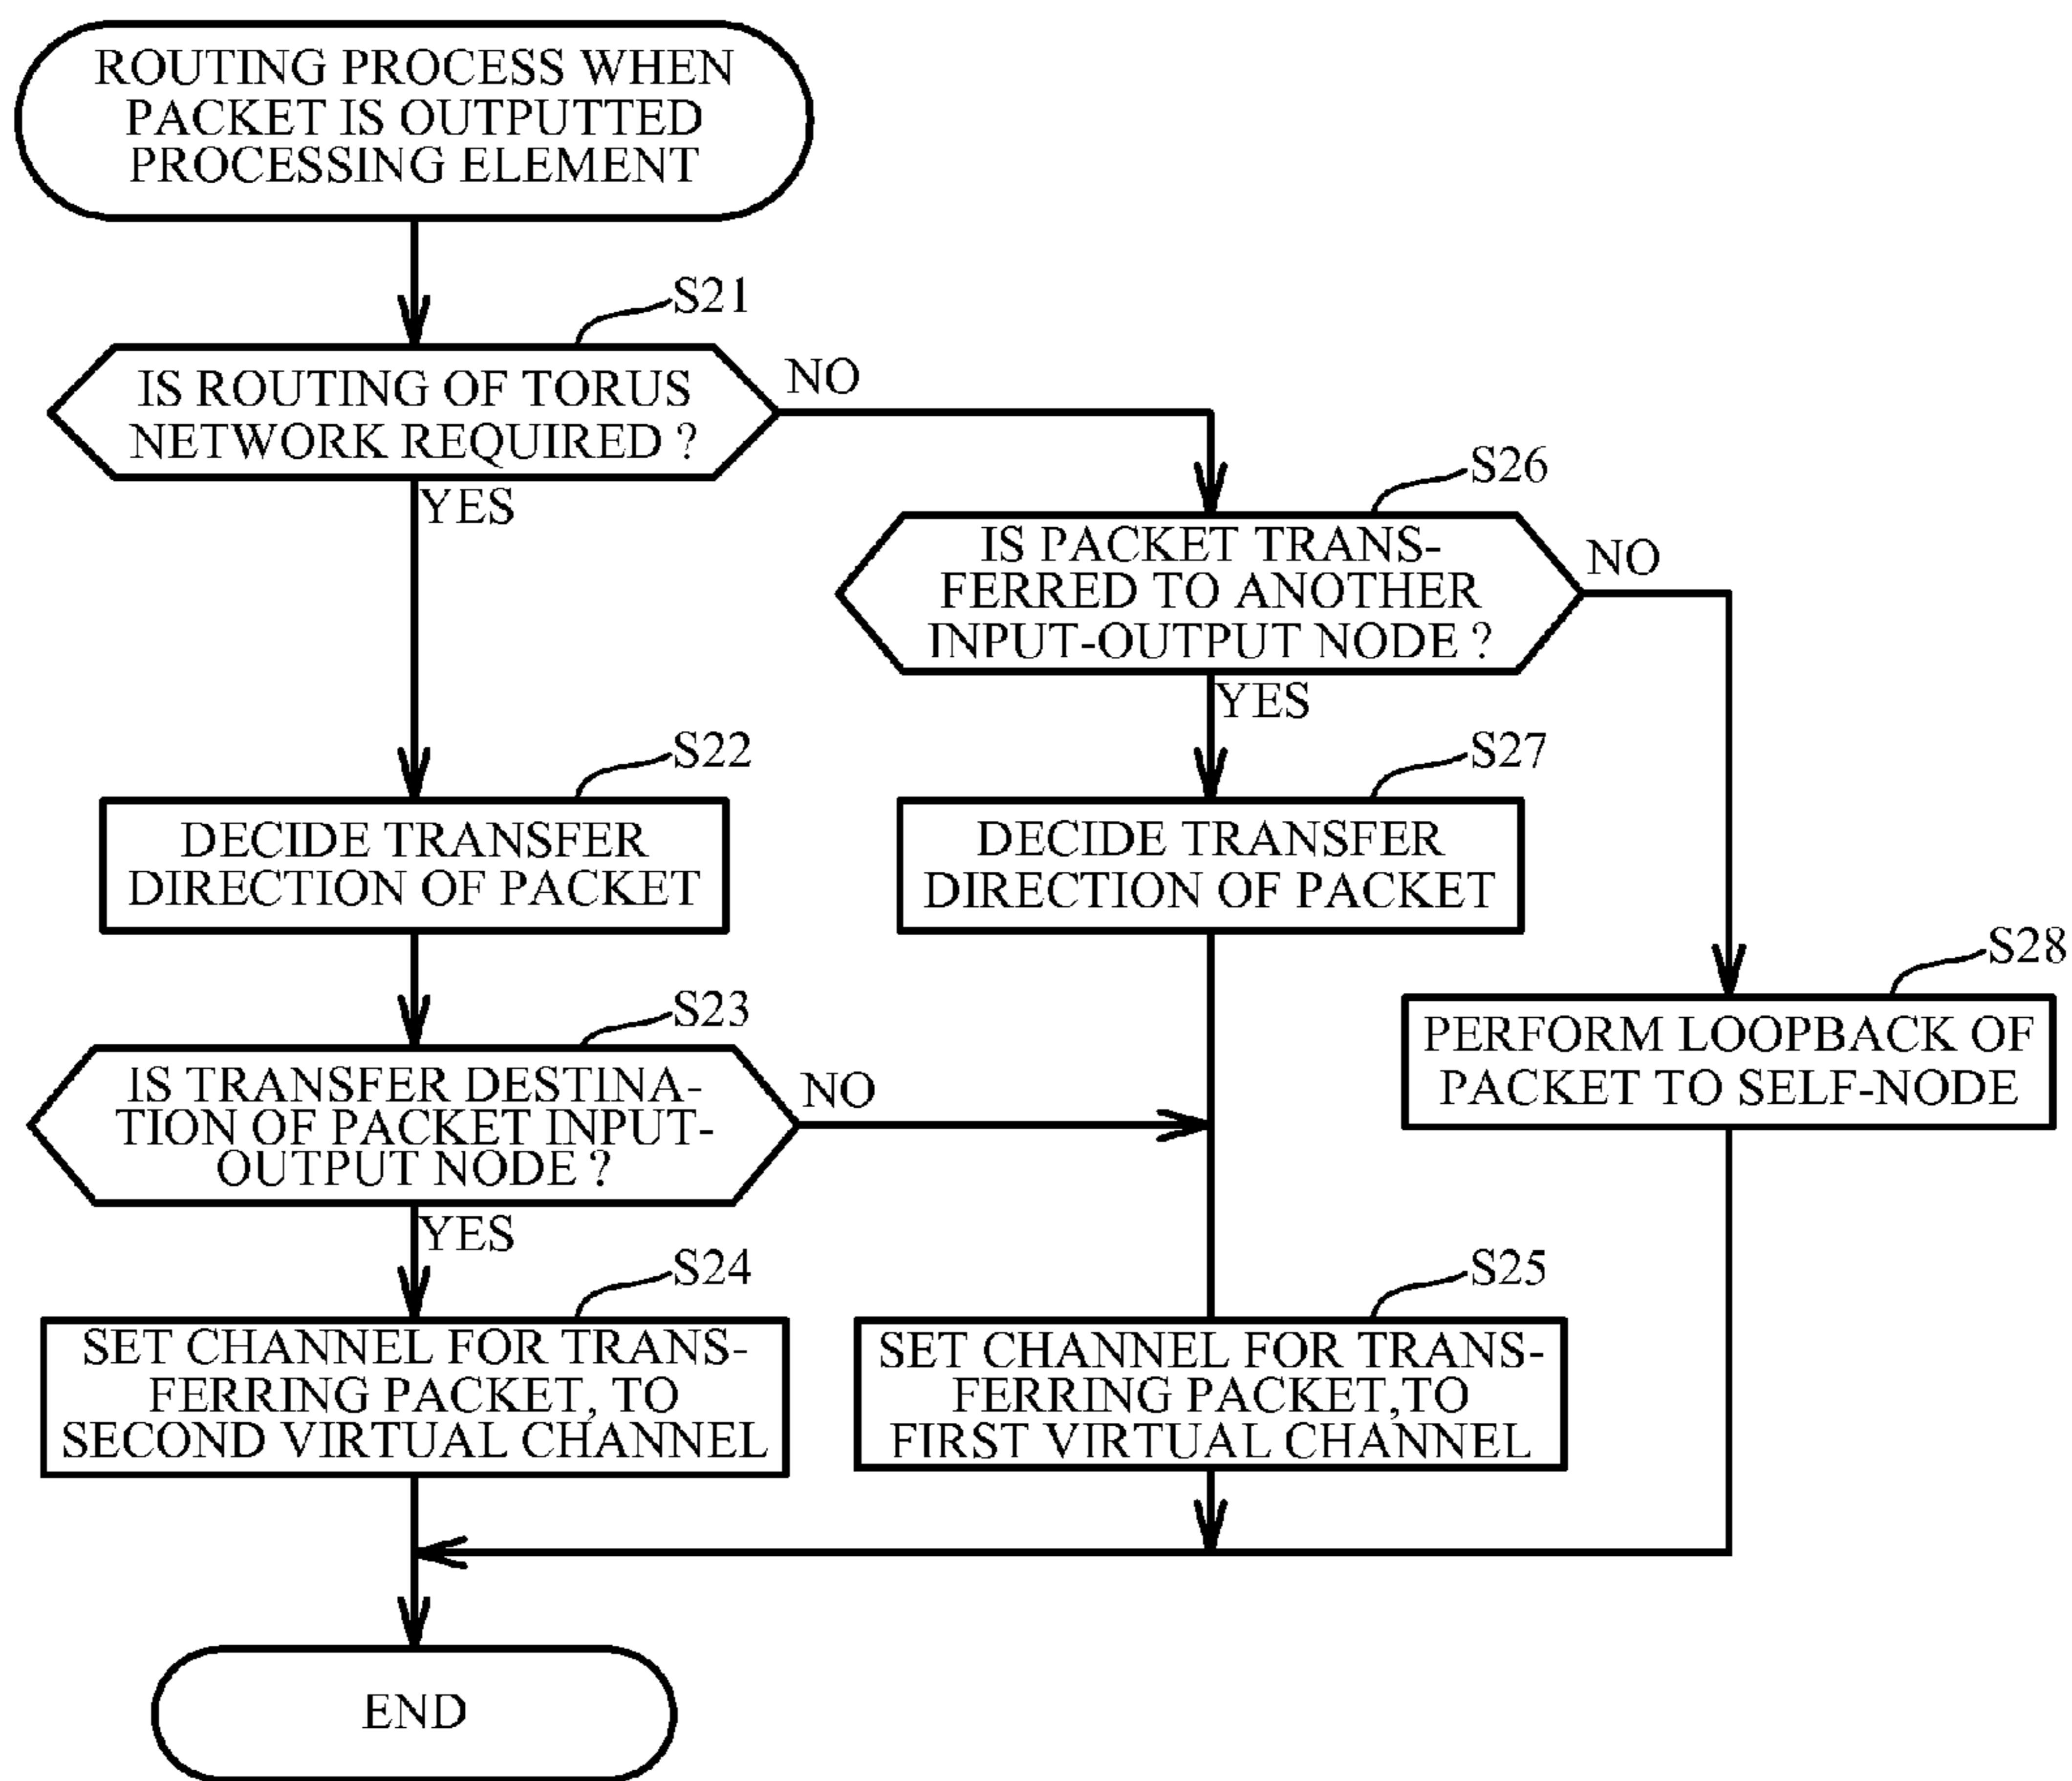 ROUTING PROCESS WHEN
PACKET IS OUTPUTTED
PROCESSING ELEMENT
S21
IS ROUTING OF TORUS
NETWORK REQUIRED ?
NO
YES
S26
IS PACKET TRANS-
FERRED TO ANOTHER
INPUT-OUTPUT NODE ?
NO
YES
S22
DECIDE TRANSFER
DIRECTION OF PACKET
S27
DECIDE TRANSFER
DIRECTION OF PACKET
S28
PERFORM LOOPBACK OF
PACKET TO SELF-NODE
S23
IS TRANSFER DESTINA-
TION OF PACKET INPUT-
OUTPUT NODE ?
NO
YES
S24
SET CHANNEL FOR TRANS-
FERRING PACKET, TO
SECOND VIRTUAL CHANNEL
S25
SET CHANNEL FOR TRANS-
FERRING PACKET,TO
FIRST VIRTUAL CHANNEL
END